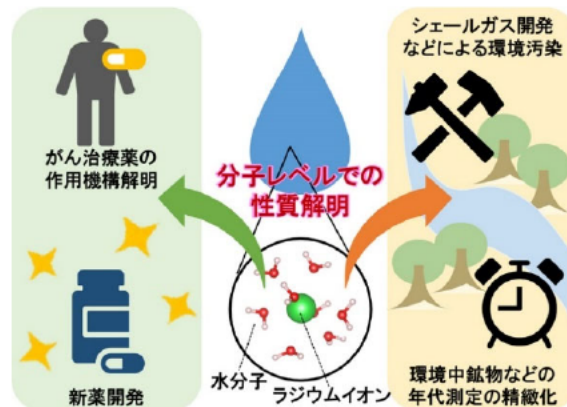 がん治療薬の
作用機構解明
新薬開発
分子レベルでの
性質解明
水分子
ラジウムイオン
シェールガス開発
などによる環境汚染
環境中鉱物などの
年代測定の精緻化